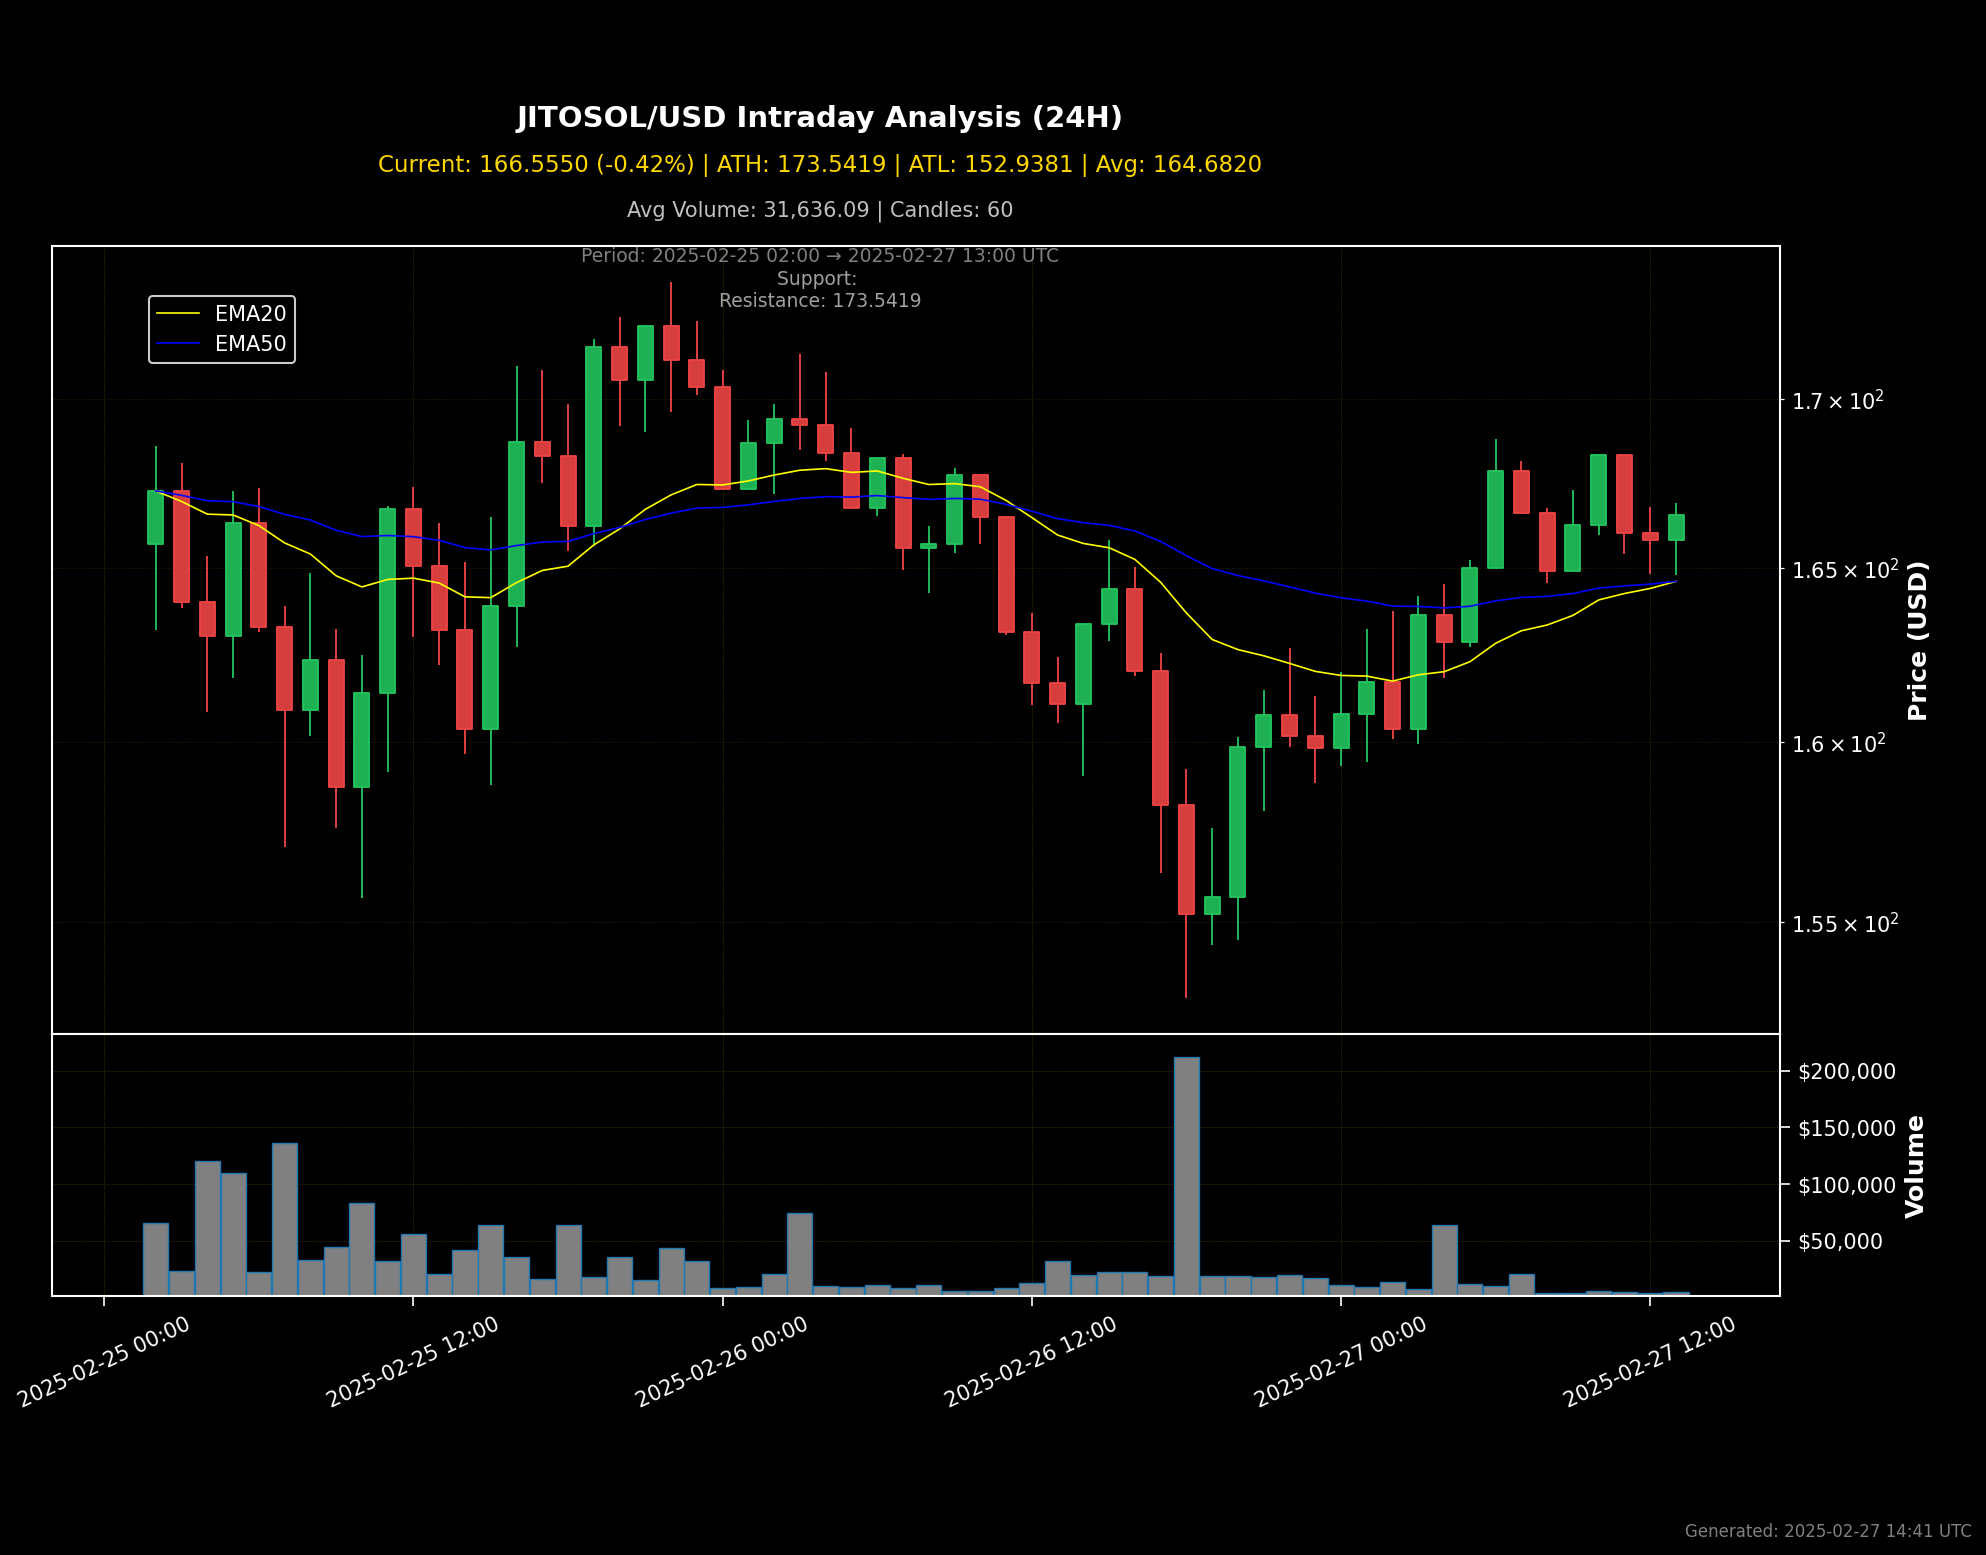 JITOSOL/USD Intraday Analysis (24H)
Current: 166.5550 (-0.42%) | ATH: 173.5419 | ATL: 152.9381 | Avg: 164.6820
Avg Volume: 31,636.09 | Candles: 60
Period: 2025-02-25 02:00 → 2025-02-27 13:00 UTC
Support:
Resistance: 173.5419
EMA20
EMA50
1.7 × 10²
1.65 × 10²
1.6 × 10²
1.55 × 10²
Price (USD)
$200,000
$150,000
$100,000
$50,000
Volume
2025-02-25 00:00
2025-02-25 12:00
2025-02-26 00:00
2025-02-26 12:00
2025-02-27 00:00
2025-02-27 12:00
Generated: 2025-02-27 14:41 UTC